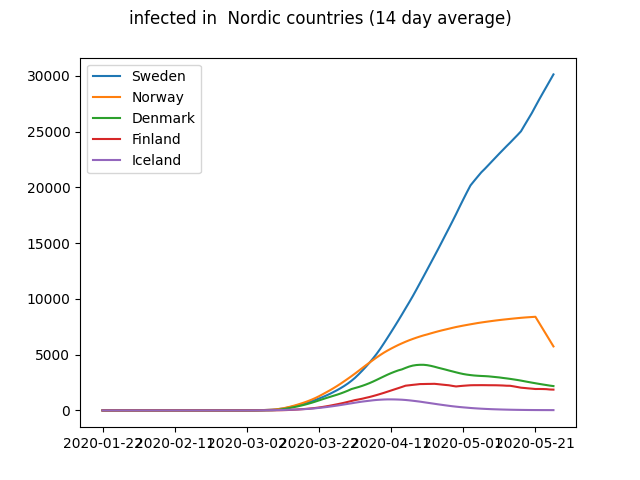 infected in  Nordic countries (14 day average)
Sweden
Norway
Denmark
Finland
Iceland
30000
25000
20000
15000
10000
5000
0
2020-01-22 2020-02-11 2020-03-02 2020-03-22 2020-04-11 2020-05-01 2020-05-21